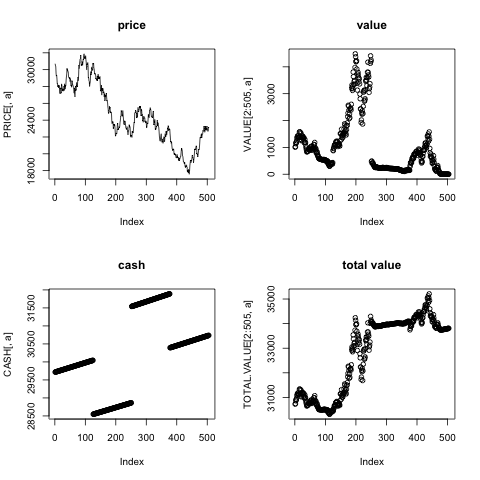 price
PRICE[, a]
18000 24000 30000
0 100 200 300 400 500
Index
value
VALUE[2:505, a]
0 1000 3000
0 100 200 300 400 500
Index
cash
CASH[, a]
28500 29500 30500 31500
0 100 200 300 400 500
Index
total value
TOTAL.VALUE[2:505, a]
31000 33000 35000
0 100 200 300 400 500
Index